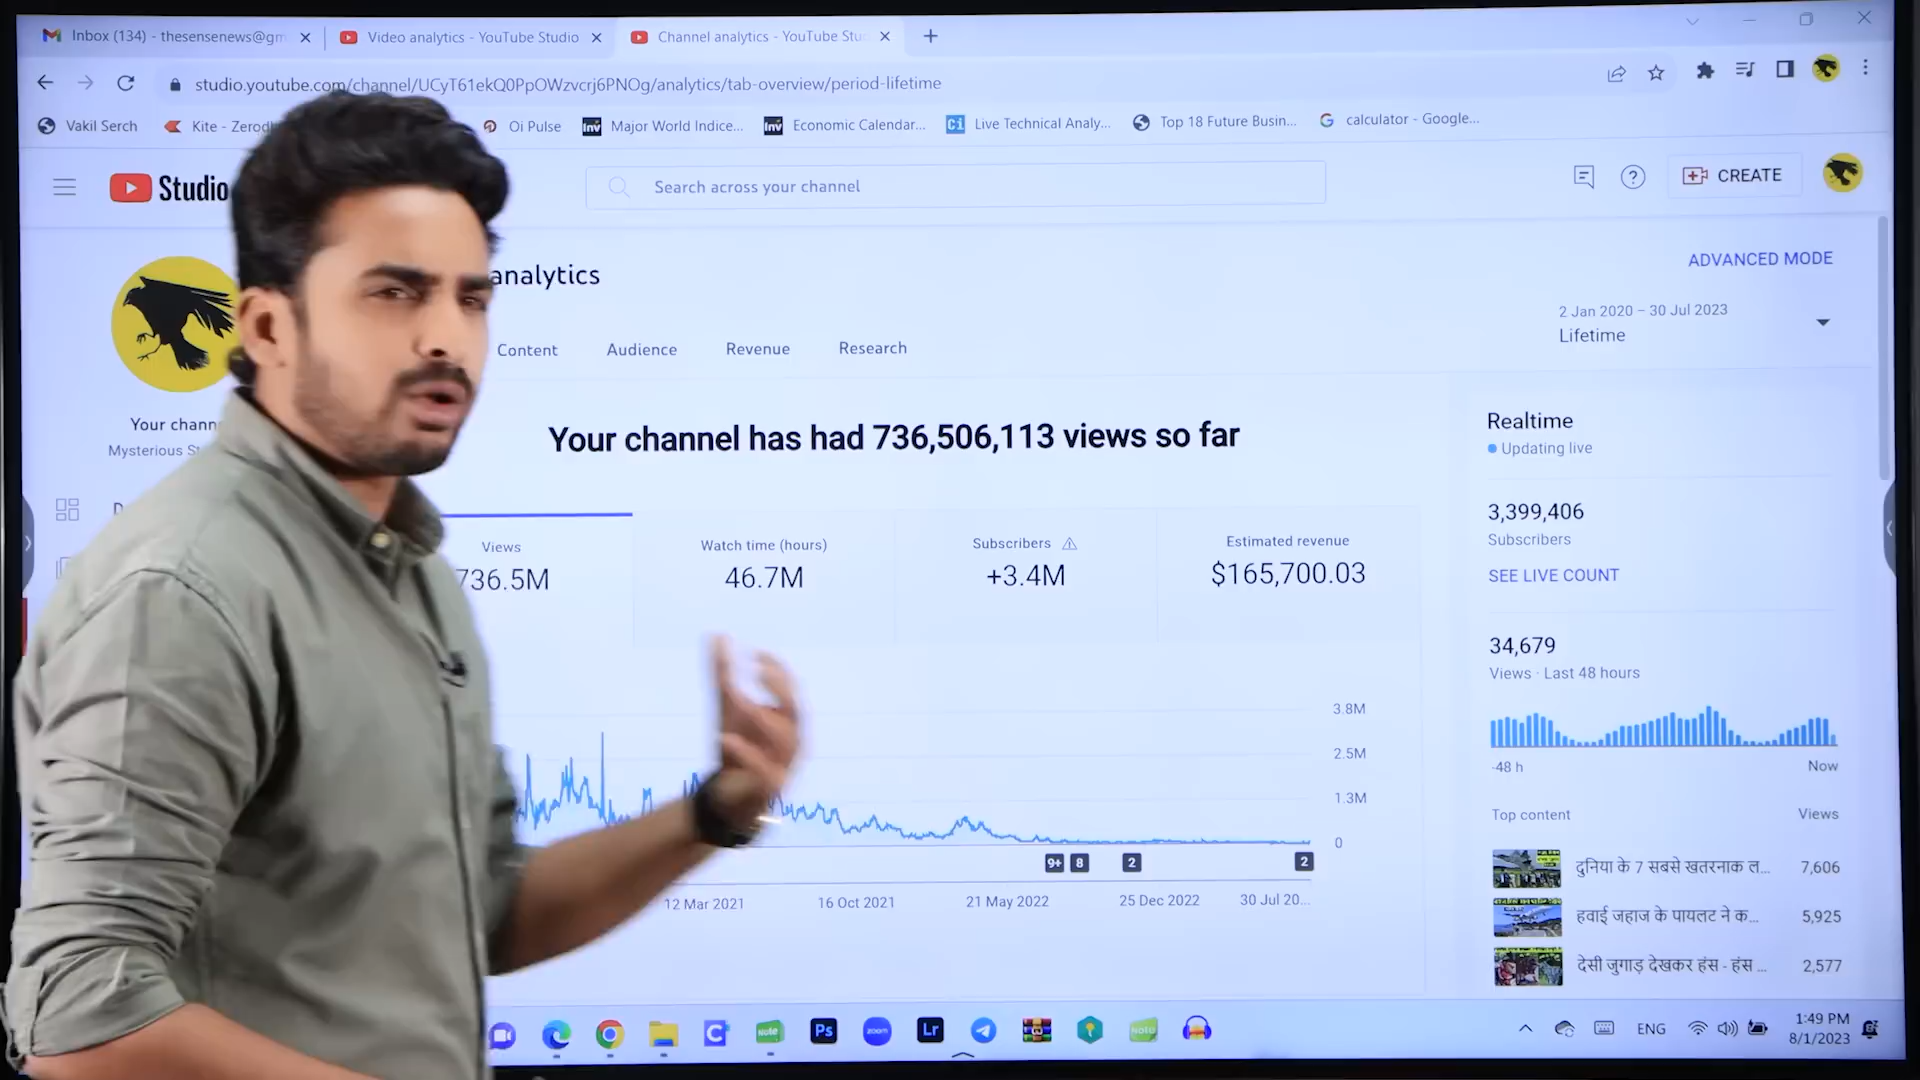 Inbox (134) - thesensenews@gm
Video analytics - YouTube Studio
Channel analytics - YouTube Stu
studio.youtube.com/channel/UCyT61ekQ0PpOWzvcrj6PNOg/analytics/tab-overview/period-lifetime
Vakil Serch
Kite - Zerod
Oi Pulse
Inv
Major World Indice...
Inv
Economic Calendar...
Ci
Live Technical Analy...
Top 18 Future Busin...
calculator - Google...
Studio
Search across your channel
CREATE
analytics
ADVANCED MODE
2 Jan 2020 – 30 Jul 2023
Lifetime
Content
Audience
Revenue
Research
Your chann
Mysterious S
Your channel has had 736,506,113 views so far
Views
736.5M
Watch time (hours)
46.7M
Subscribers
+3.4M
Estimated revenue
$165,700.03
3.8M
2.5M
1.3M
0
9+
8
2
2
12 Mar 2021
16 Oct 2021
21 May 2022
25 Dec 2022
30 Jul 20...
Realtime
Updating live
3,399,406
Subscribers
SEE LIVE COUNT
34,679
Views · Last 48 hours
-48 h
Now
Top content
Views
दुनिया के 7 सबसे खतरनाक ल...
7,606
हवाई जहाज के पायलट ने क...
5,925
देसी जुगाड़ देखकर हंस - हंस ...
2,577
Note
Ps
zoom
Lr
Note
ENG
1:49 PM
8/1/2023